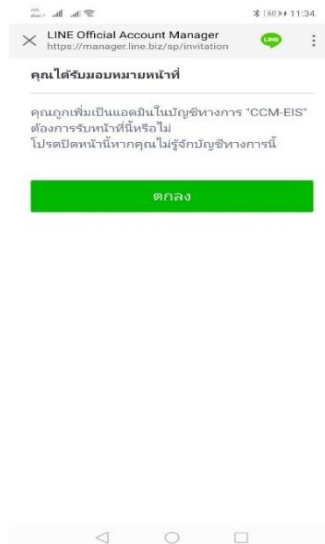 11:34
LINE Official Account Manager
https://manager.line.biz/sp/invitation
LINE
คุณได้รับมอบหมายหน้าที่
คุณถูกเพิ่มเป็นแอดมินในบัญชีทางการ "CCM-EIS"
ต้องการรับหน้าที่นี้หรือไม่
โปรดปิดหน้านี้หากคุณไม่รู้จักบัญชีทางการนี้
ตกลง